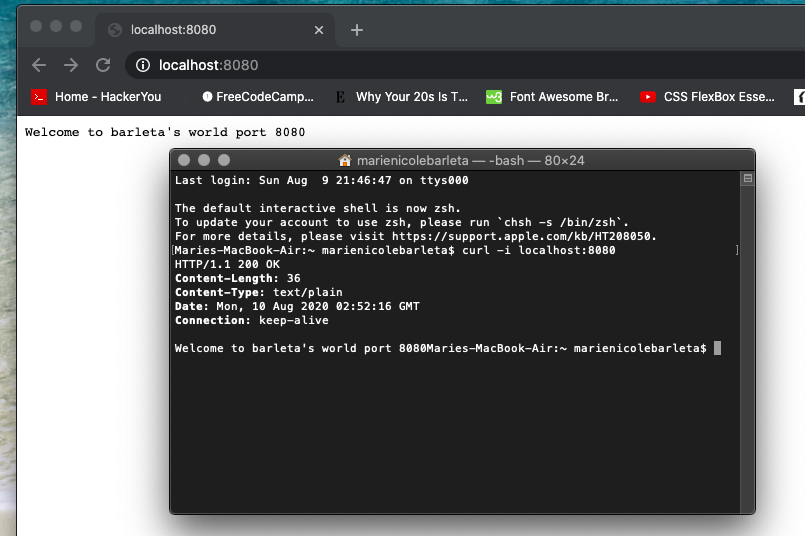 localhost:8080
localhost:8080
Home - HackerYou
FreeCodeCamp...
E
Why Your 20s Is T...
w3
Font Awesome Br...
CSS FlexBox Esse...
Welcome to barleta's world port 8080
marienicolebarleta — -bash — 80×24
Last login: Sun Aug  9 21:46:47 on ttys000
The default interactive shell is now zsh.
To update your account to use zsh, please run `chsh -s /bin/zsh`.
For more details, please visit https://support.apple.com/kb/HT208050.
[Maries-MacBook-Air:~ marienicolebarleta$ curl -i localhost:8080 ]
HTTP/1.1 200 OK
Content-Length: 36
Content-Type: text/plain
Date: Mon, 10 Aug 2020 02:52:16 GMT
Connection: keep-alive
Welcome to barleta's world port 8080Maries-MacBook-Air:~ marienicolebarleta$